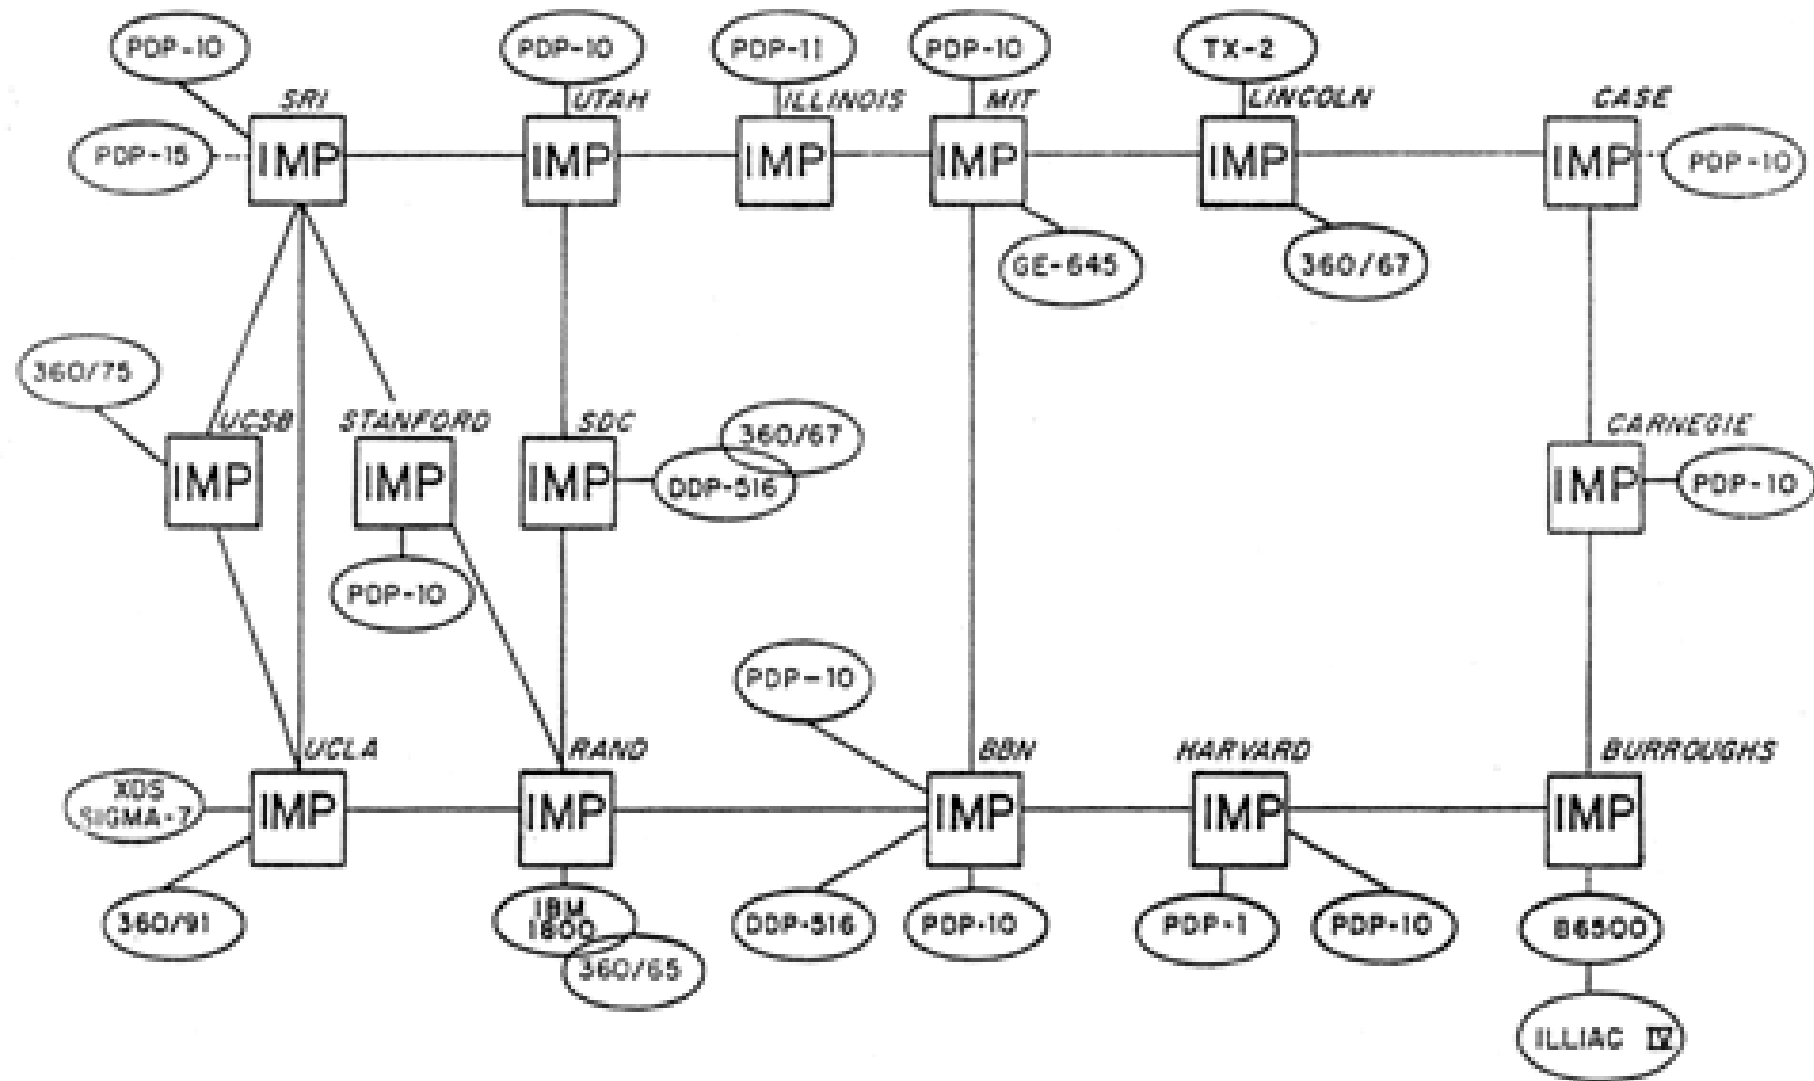 PDP-10
PDP-10
PDP-11
PDP-10
TX-2
SRI
UTAH
ILLINOIS
MIT
LINCOLN
CASE
PDP-15
IMP
IMP
IMP
IMP
IMP
IMP
PDP-10
GE-645
360/67
360/75
UCSB
STANFORD
SDC
360/67
CARNEGIE
IMP
IMP
IMP
DDP-516
IMP
PDP-10
PDP-10
PDP-10
UCLA
RAND
BBN
HARVARD
BURROUGHS
XDS
SIGMA-7
IMP
IMP
IMP
IMP
IMP
360/91
IBM
1800
DDP-516
PDP-10
PDP-1
PDP-10
B6500
360/65
ILLIAC IV